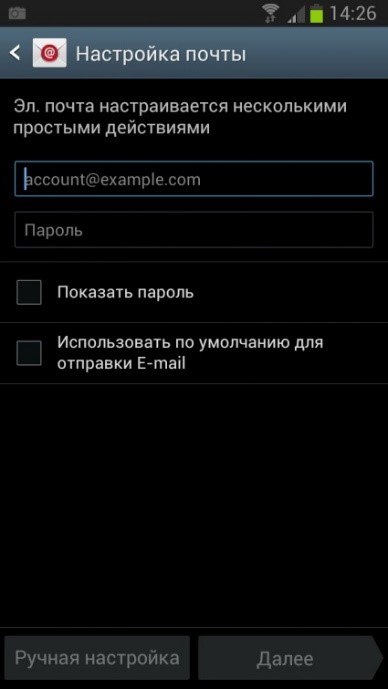 14:26
Настройка почты
Эл. почта настраивается несколькими
простыми действиями
account@example.com
Пароль
Показать пароль
Использовать по умолчанию для
отправки E-mail
Ручная настройка
Далее